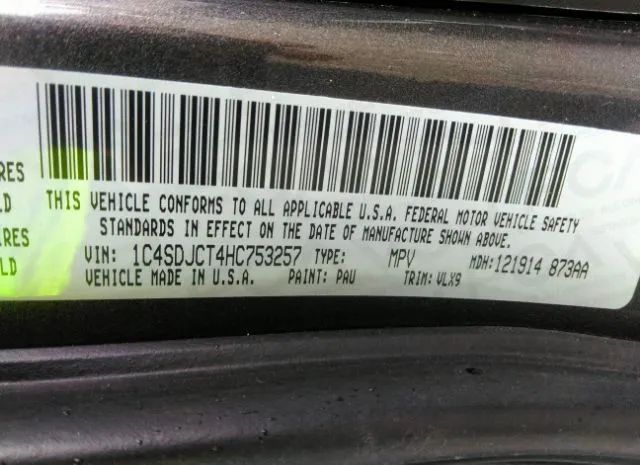 RES
LD
THIS VEHICLE CONFORMS TO ALL APPLICABLE U.S.A. FEDERAL MOTOR VEHICLE SAFETY
IRES
STANDARDS IN EFFECT ON THE DATE OF MANUFACTURE SHOWN ABOVE.
LD
VIN: 1C4SDJCT4HC753257 TYPE: MPV MDH:121914 873AA
VEHICLE MADE IN U.S.A. PAINT: PAU TRIM: VLX9